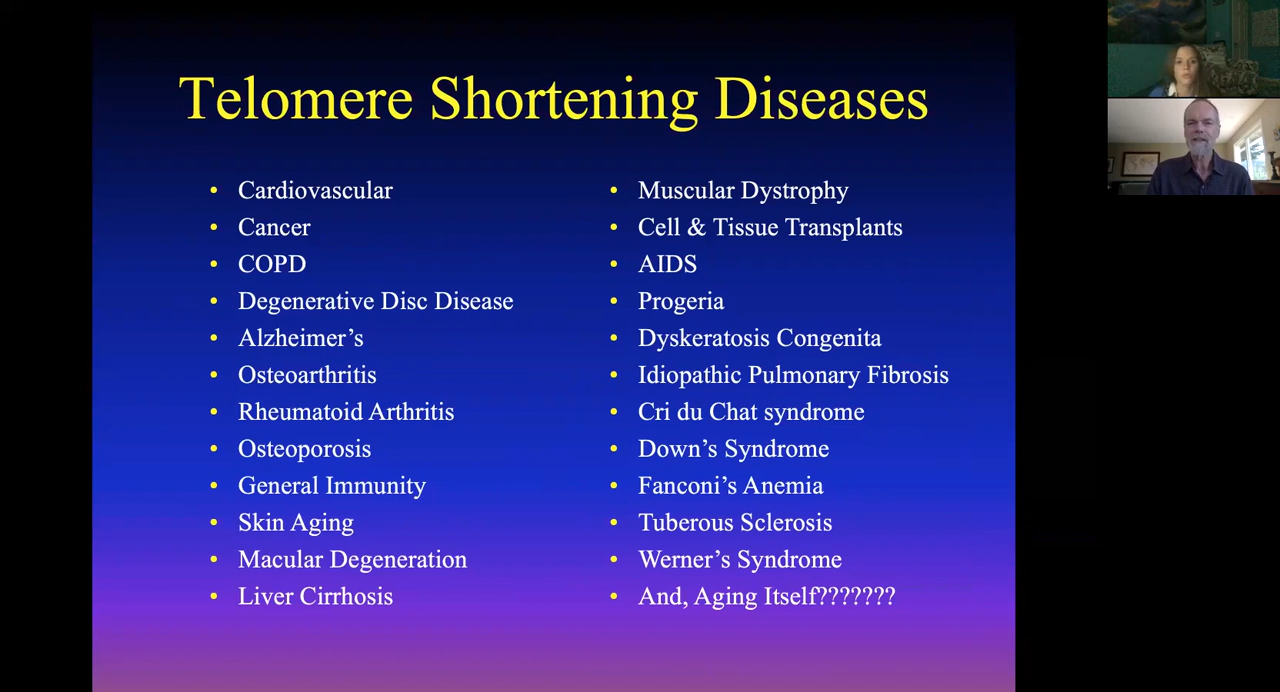 Telomere Shortening Diseases
• Cardiovascular
• Cancer
• COPD
• Degenerative Disc Disease
• Alzheimer’s
• Osteoarthritis
• Rheumatoid Arthritis
• Osteoporosis
• General Immunity
• Skin Aging
• Macular Degeneration
• Liver Cirrhosis
• Muscular Dystrophy
• Cell & Tissue Transplants
• AIDS
• Progeria
• Dyskeratosis Congenita
• Idiopathic Pulmonary Fibrosis
• Cri du Chat syndrome
• Down’s Syndrome
• Fanconi’s Anemia
• Tuberous Sclerosis
• Werner’s Syndrome
• And, Aging Itself???????